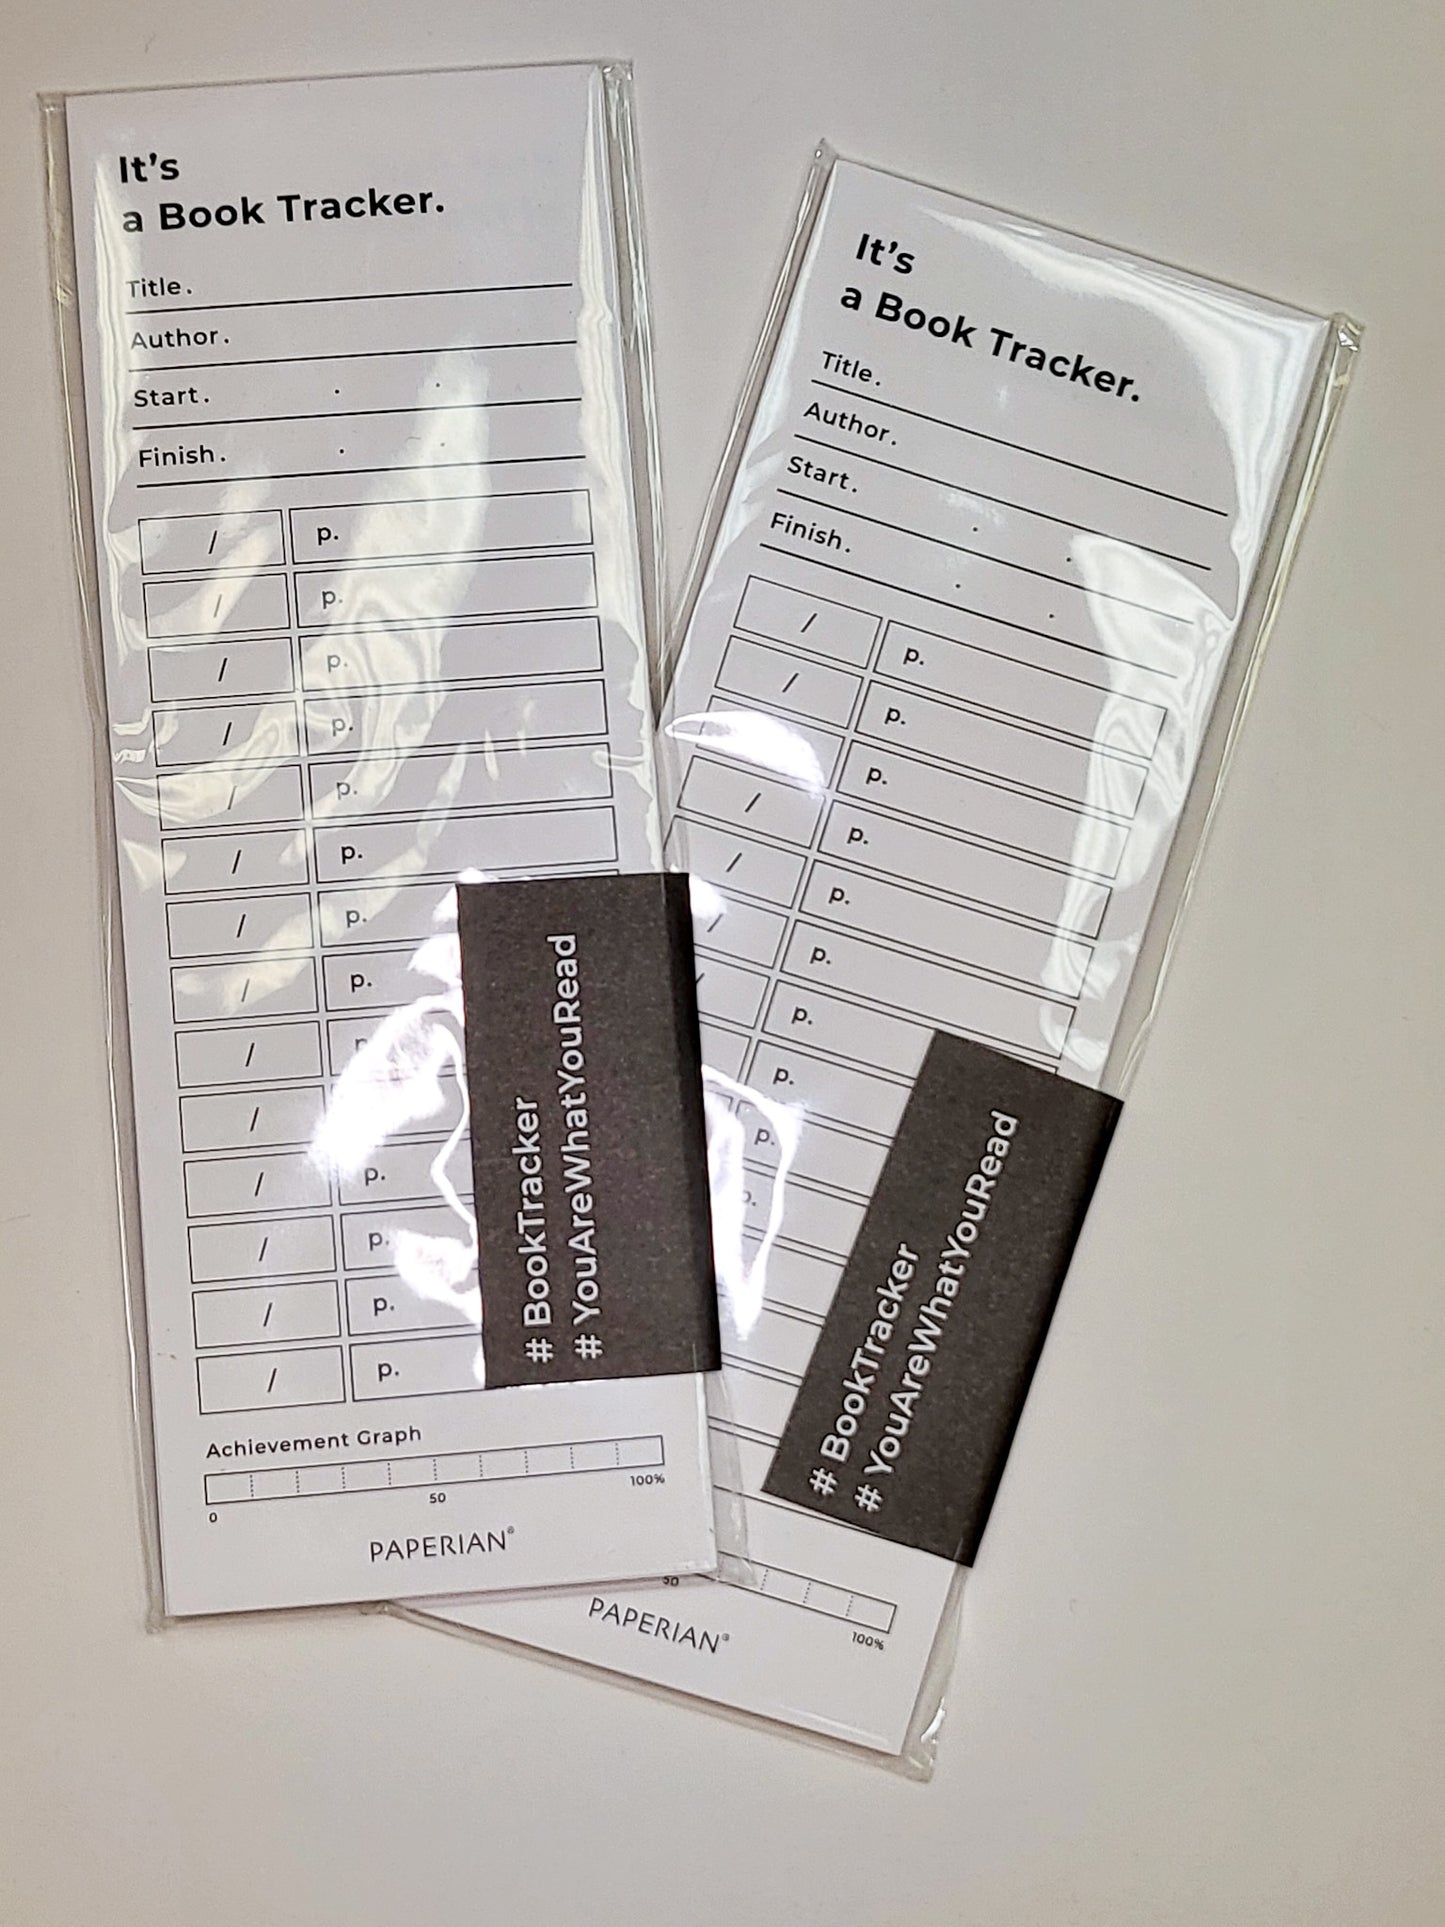 It's
a Book Tracker.
Title.
Author.
Start. . .
Finish. . .
/ p.
/ p.
/ p.
/ p.
/ p.
/ p.
/ p.
/ p.
/
/
/ p.
/ p.
/ p.
/ p.
# BookTracker
# YouAreWhatYouRead
Achievement Graph
0 50 100%
PAPERIAN®
It's
a Book Tracker.
Title.
Author.
Start. . .
Finish. . .
/ p.
/ p.
p.
/ p.
/ p.
/ p.
/ p.
p.
p.
p.
# BookTracker
# YouAreWhatYouRead
50 100%
PAPERIAN®